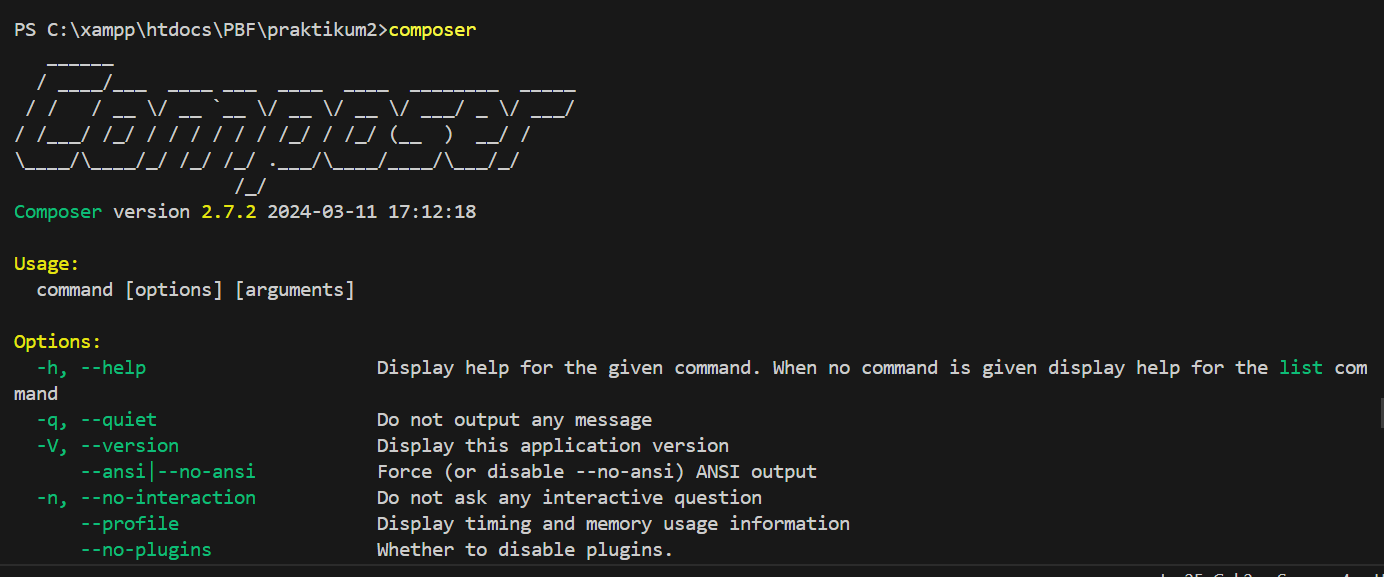 PS C:\xampp\htdocs\PBF\praktikum2>composer
   ______
  / ____/___  ____ ___  ____  ____  ________  _____
 / /   / __ \/ __ `__ \/ __ \/ __ \/ ___/ _ \/ ___/
/ /___/ /_/ / / / / / / /_/ / /_/ (__  )  __/ /
\____/\____/_/ /_/ /_/ .___/\____/____/\___/_/
                    /_/
Composer version 2.7.2 2024-03-11 17:12:18
Usage:
  command [options] [arguments]
Options:
  -h, --help                     Display help for the given command. When no command is given display help for the list com
mand
  -q, --quiet                    Do not output any message
  -V, --version                  Display this application version
      --ansi|--no-ansi           Force (or disable --no-ansi) ANSI output
  -n, --no-interaction           Do not ask any interactive question
      --profile                  Display timing and memory usage information
      --no-plugins               Whether to disable plugins.